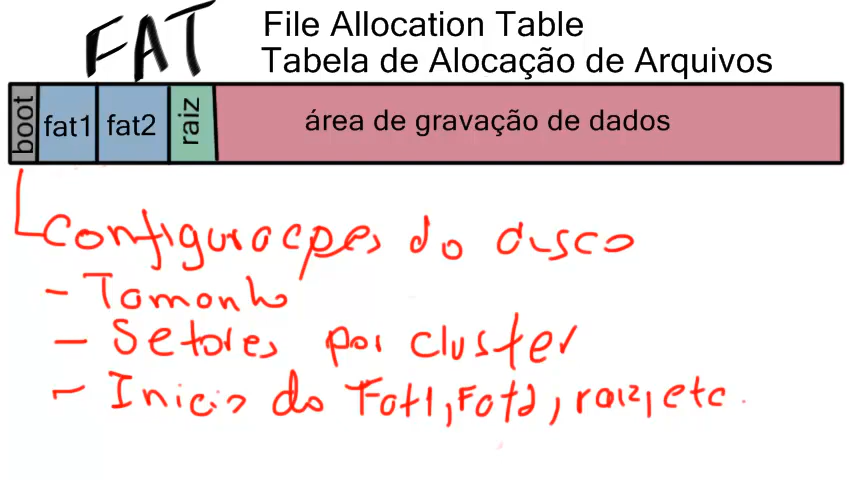 FAT
File Allocation Table
Tabela de Alocação de Arquivos
boot fat1 fat2 raiz área de gravação de dados
Configurações do disco
- Tamanho
- Setores por cluster
- Inicio do Fat1, Fat2, raiz, etc.